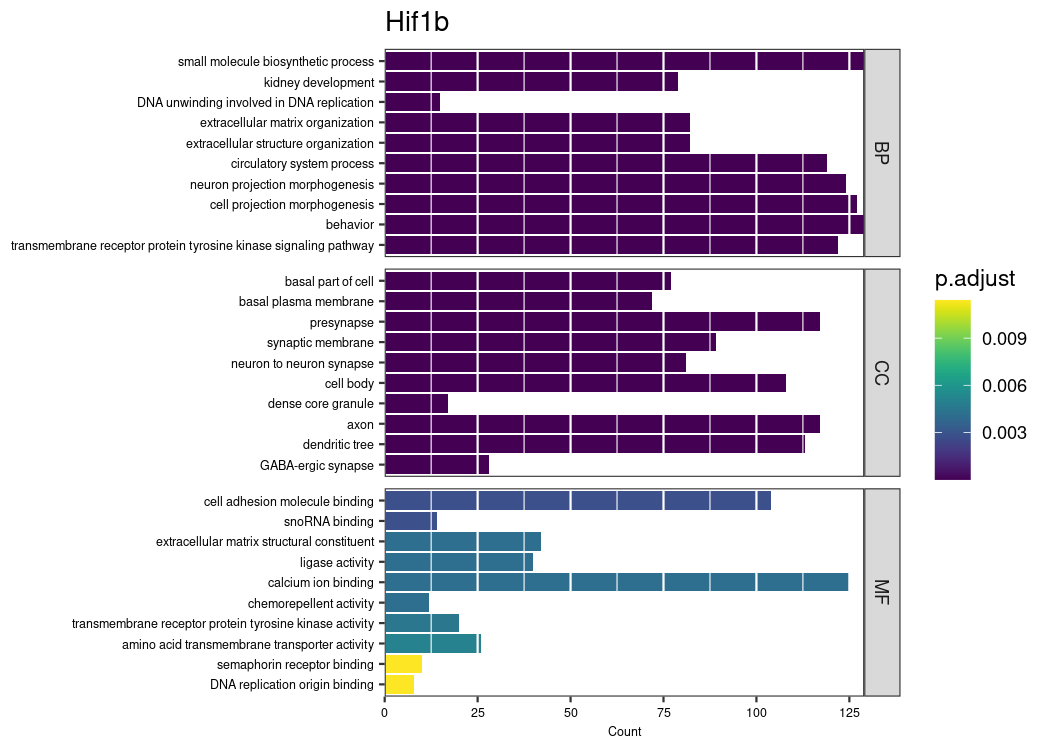 Hif1b
small molecule biosynthetic process
kidney development
DNA unwinding involved in DNA replication
extracellular matrix organization
extracellular structure organization
circulatory system process
neuron projection morphogenesis
cell projection morphogenesis
behavior
transmembrane receptor protein tyrosine kinase signaling pathway
BP
basal part of cell
basal plasma membrane
presynapse
synaptic membrane
neuron to neuron synapse
cell body
dense core granule
axon
dendritic tree
GABA-ergic synapse
CC
cell adhesion molecule binding
snoRNA binding
extracellular matrix structural constituent
ligase activity
calcium ion binding
chemorepellent activity
transmembrane receptor protein tyrosine kinase activity
amino acid transmembrane transporter activity
semaphorin receptor binding
DNA replication origin binding
MF
0 25 50 75 100 125
Count
p.adjust
0.009
0.006
0.003